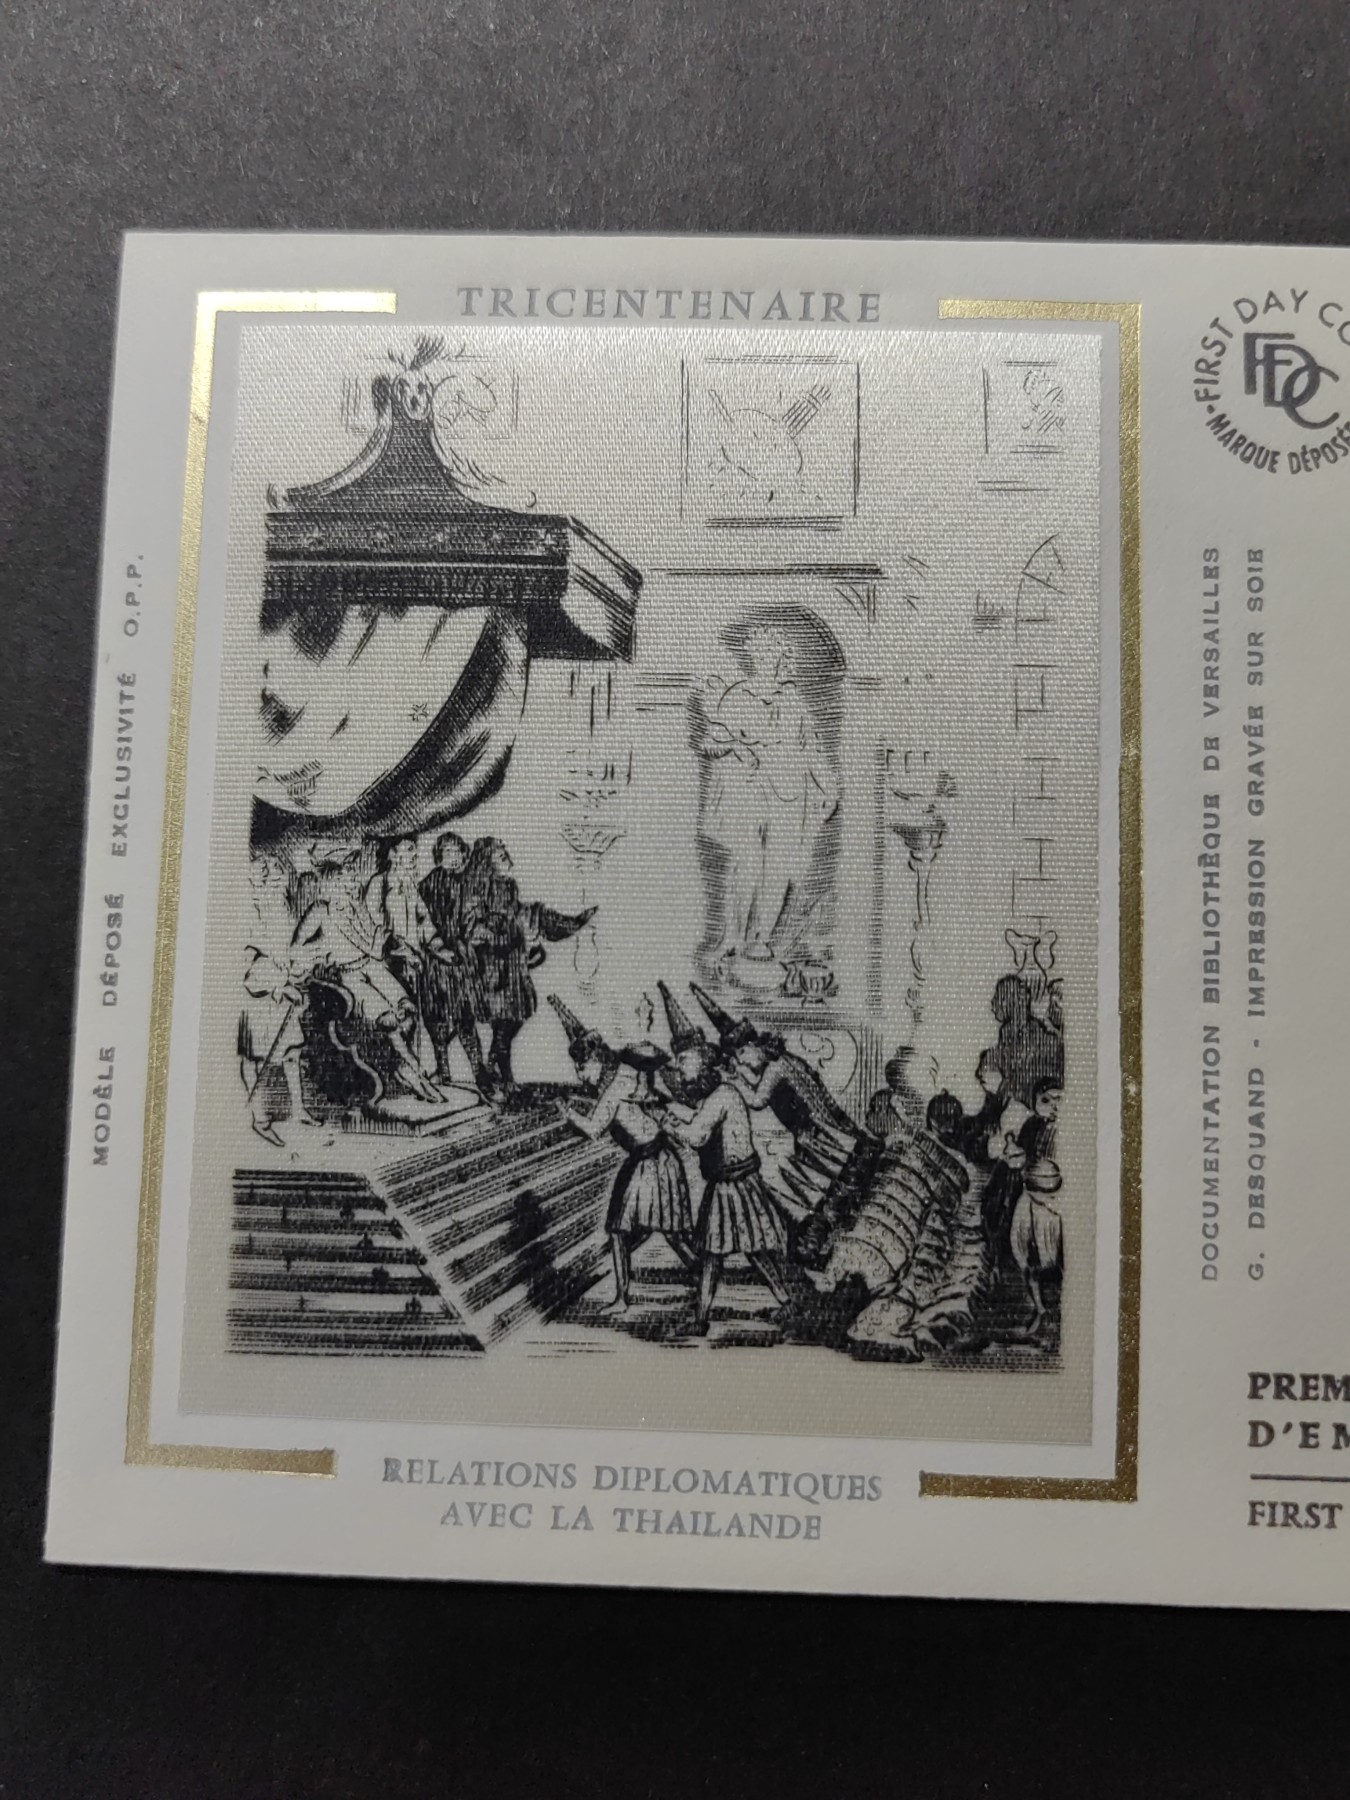 TRICENTENAIRE
RELATIONS DIPLOMATIQUES
AVEC LA THAILANDE
MODÈLE DÉPOSÉ EXCLUSIVITÉ O.P.P.
DOCUMENTATION BIBLIOTHÈQUE DE VERSAILLES
G. DESQUAND - IMPRESSION GRAVÉE SUR SOIE
FIRST DAY CO
FDC
MARQUE DÉPOSÉ
PREM
D'EM
FIRST